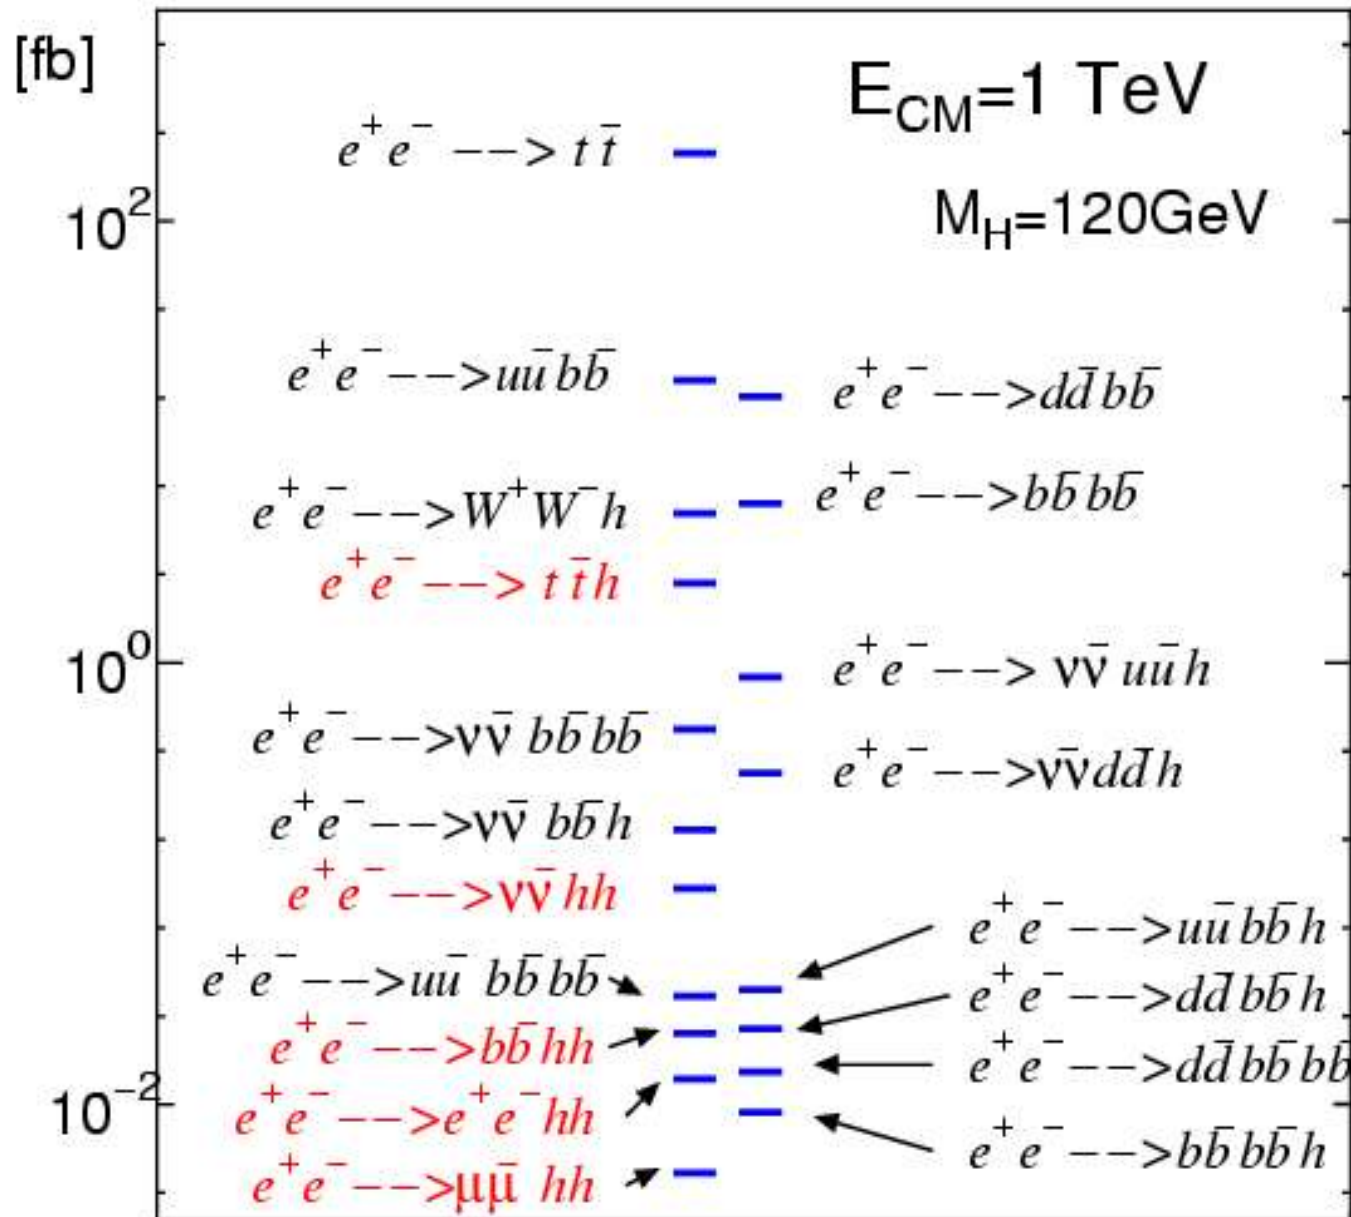 [fb]
E_CM=1 TeV
e⁺e⁻ --> t t̄
10²
M_H=120GeV
e⁺e⁻ -->uū bb̄
e⁺e⁻ -->dd̄ bb̄
e⁺e⁻ -->bb̄ bb̄
e⁺e⁻ -->W⁺W⁻h
e⁺e⁻ --> t t̄ h
10⁰
e⁺e⁻ --> νν̄ uū h
e⁺e⁻ -->νν̄ bb̄ bb̄
e⁺e⁻ -->νν̄dd̄ h
e⁺e⁻ -->νν̄ bb̄ h
e⁺e⁻ -->νν̄ hh
e⁺e⁻ -->uū bb̄ h
e⁺e⁻ -->uū bb̄ bb̄
e⁺e⁻ -->dd̄ bb̄ h
e⁺e⁻ -->bb̄ hh
e⁺e⁻ -->dd̄ bb̄ bb̄
10⁻²
e⁺e⁻ -->e⁺e⁻hh
e⁺e⁻ -->bb̄ bb̄ h
e⁺e⁻ -->μμ̄ hh